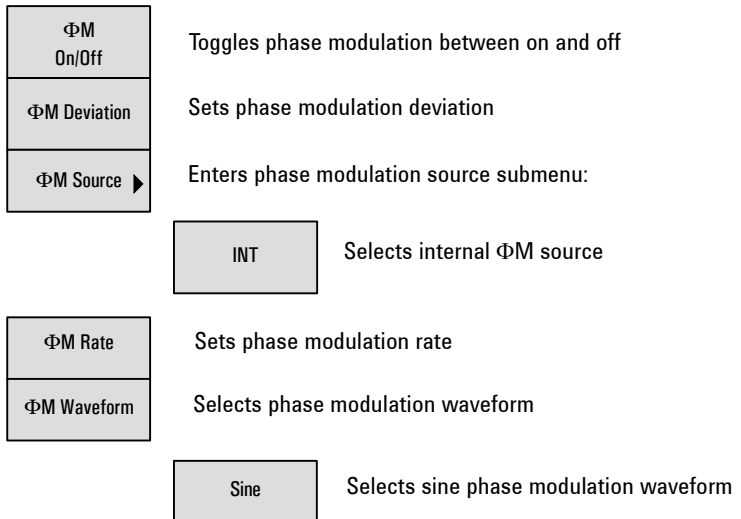 ΦM
On/Off
Toggles phase modulation between on and off
ΦM Deviation
Sets phase modulation deviation
ΦM Source
Enters phase modulation source submenu:
INT
Selects internal ΦM source
ΦM Rate
Sets phase modulation rate
ΦM Waveform
Selects phase modulation waveform
Sine
Selects sine phase modulation waveform